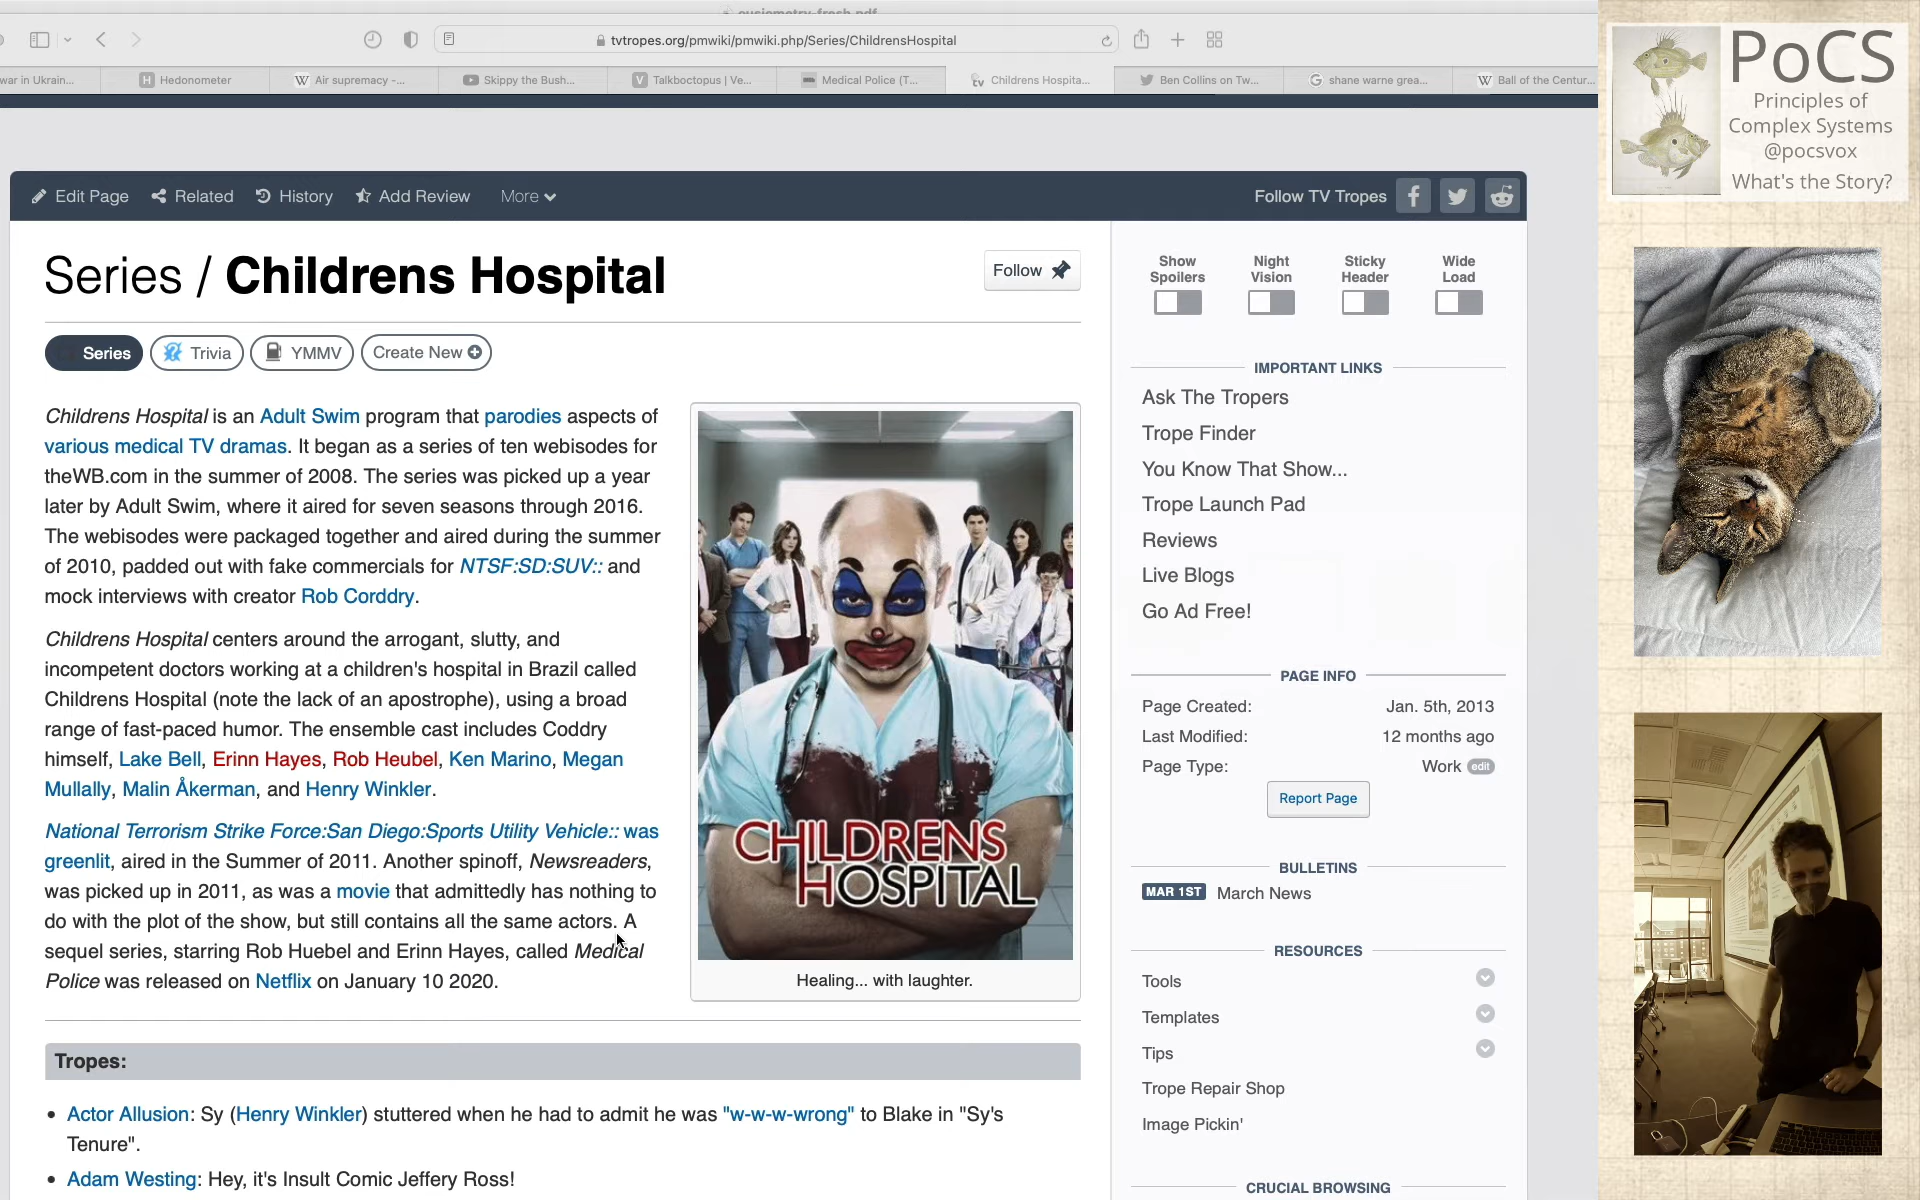 ousiometry-fresh.pdf
tvtropes.org/pmwiki/pmwiki.php/Series/ChildrensHospital
war in Ukrain...
H Hedonometer
W Air supremacy -...
Skippy the Bush...
V Talkboctopus | Ve...
Medical Police (T...
tv Childrens Hospita...
Ben Collins on Tw...
G shane warne grea...
W Ball of the Centur...
Edit Page
Related
History
Add Review
More
Follow TV Tropes
Series / Childrens Hospital
Follow
Series
Trivia
YMMV
Create New
Childrens Hospital is an Adult Swim program that parodies aspects of
various medical TV dramas. It began as a series of ten webisodes for
theWB.com in the summer of 2008. The series was picked up a year
later by Adult Swim, where it aired for seven seasons through 2016.
The webisodes were packaged together and aired during the summer
of 2010, padded out with fake commercials for NTSF:SD:SUV:: and
mock interviews with creator Rob Corddry.
Childrens Hospital centers around the arrogant, slutty, and
incompetent doctors working at a children's hospital in Brazil called
Childrens Hospital (note the lack of an apostrophe), using a broad
range of fast-paced humor. The ensemble cast includes Coddry
himself, Lake Bell, Erinn Hayes, Rob Heubel, Ken Marino, Megan
Mullally, Malin Åkerman, and Henry Winkler.
National Terrorism Strike Force:San Diego:Sports Utility Vehicle:: was
greenlit, aired in the Summer of 2011. Another spinoff, Newsreaders,
was picked up in 2011, as was a movie that admittedly has nothing to
do with the plot of the show, but still contains all the same actors. A
sequel series, starring Rob Huebel and Erinn Hayes, called Medical
Police was released on Netflix on January 10 2020.
CHILDRENS
HOSPITAL
Healing... with laughter.
Tropes:
• Actor Allusion: Sy (Henry Winkler) stuttered when he had to admit he was "w-w-w-wrong" to Blake in "Sy's
Tenure".
• Adam Westing: Hey, it's Insult Comic Jeffery Ross!
Show
Spoilers
Night
Vision
Sticky
Header
Wide
Load
IMPORTANT LINKS
Ask The Tropers
Trope Finder
You Know That Show...
Trope Launch Pad
Reviews
Live Blogs
Go Ad Free!
PAGE INFO
Page Created: Jan. 5th, 2013
Last Modified: 12 months ago
Page Type: Work edit
Report Page
BULLETINS
MAR 1ST March News
RESOURCES
Tools
Templates
Tips
Trope Repair Shop
Image Pickin'
CRUCIAL BROWSING
PoCS
Principles of
Complex Systems
@pocsvox
What's the Story?